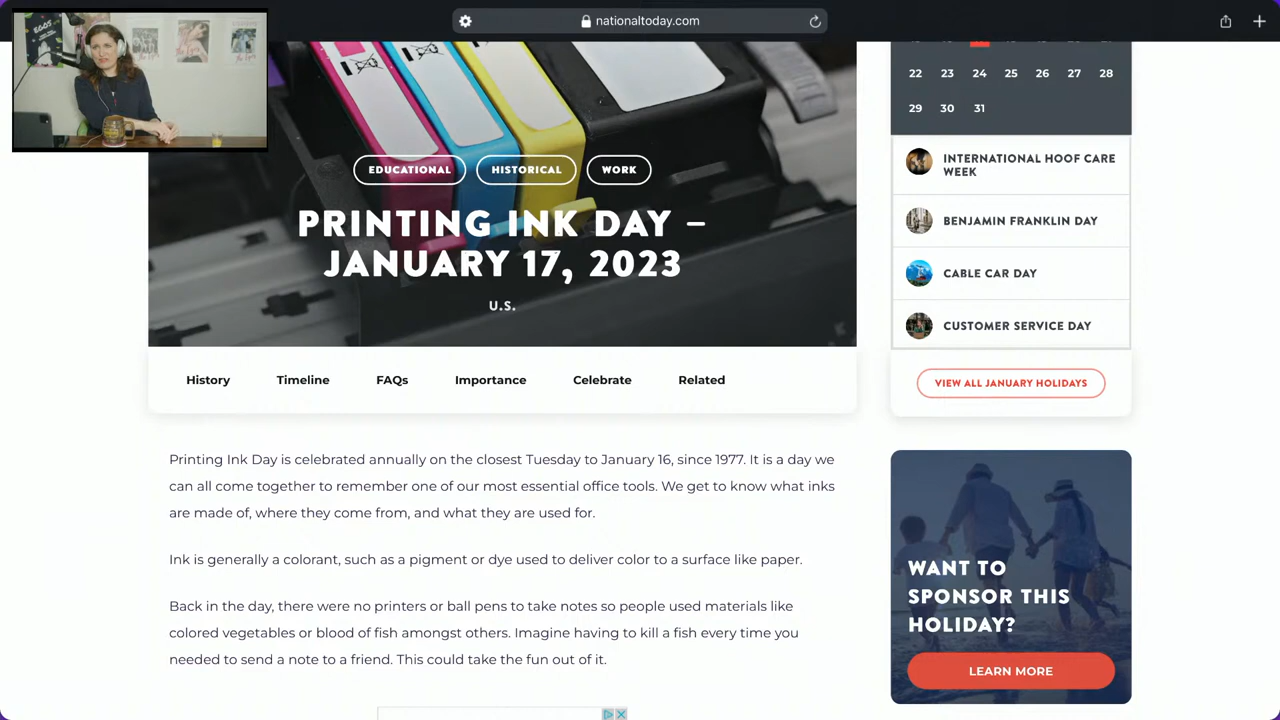 nationaltoday.com
EDUCATIONAL
HISTORICAL
WORK
PRINTING INK DAY –
JANUARY 17, 2023
U.S.
History
Timeline
FAQs
Importance
Celebrate
Related
Printing Ink Day is celebrated annually on the closest Tuesday to January 16, since 1977. It is a day we
can all come together to remember one of our most essential office tools. We get to know what inks
are made of, where they come from, and what they are used for.
Ink is generally a colorant, such as a pigment or dye used to deliver color to a surface like paper.
Back in the day, there were no printers or ball pens to take notes so people used materials like
colored vegetables or blood of fish amongst others. Imagine having to kill a fish every time you
needed to send a note to a friend. This could take the fun out of it.
22 23 24 25 26 27 28
29 30 31
INTERNATIONAL HOOF CARE
WEEK
BENJAMIN FRANKLIN DAY
CABLE CAR DAY
CUSTOMER SERVICE DAY
VIEW ALL JANUARY HOLIDAYS
WANT TO
SPONSOR THIS
HOLIDAY?
LEARN MORE